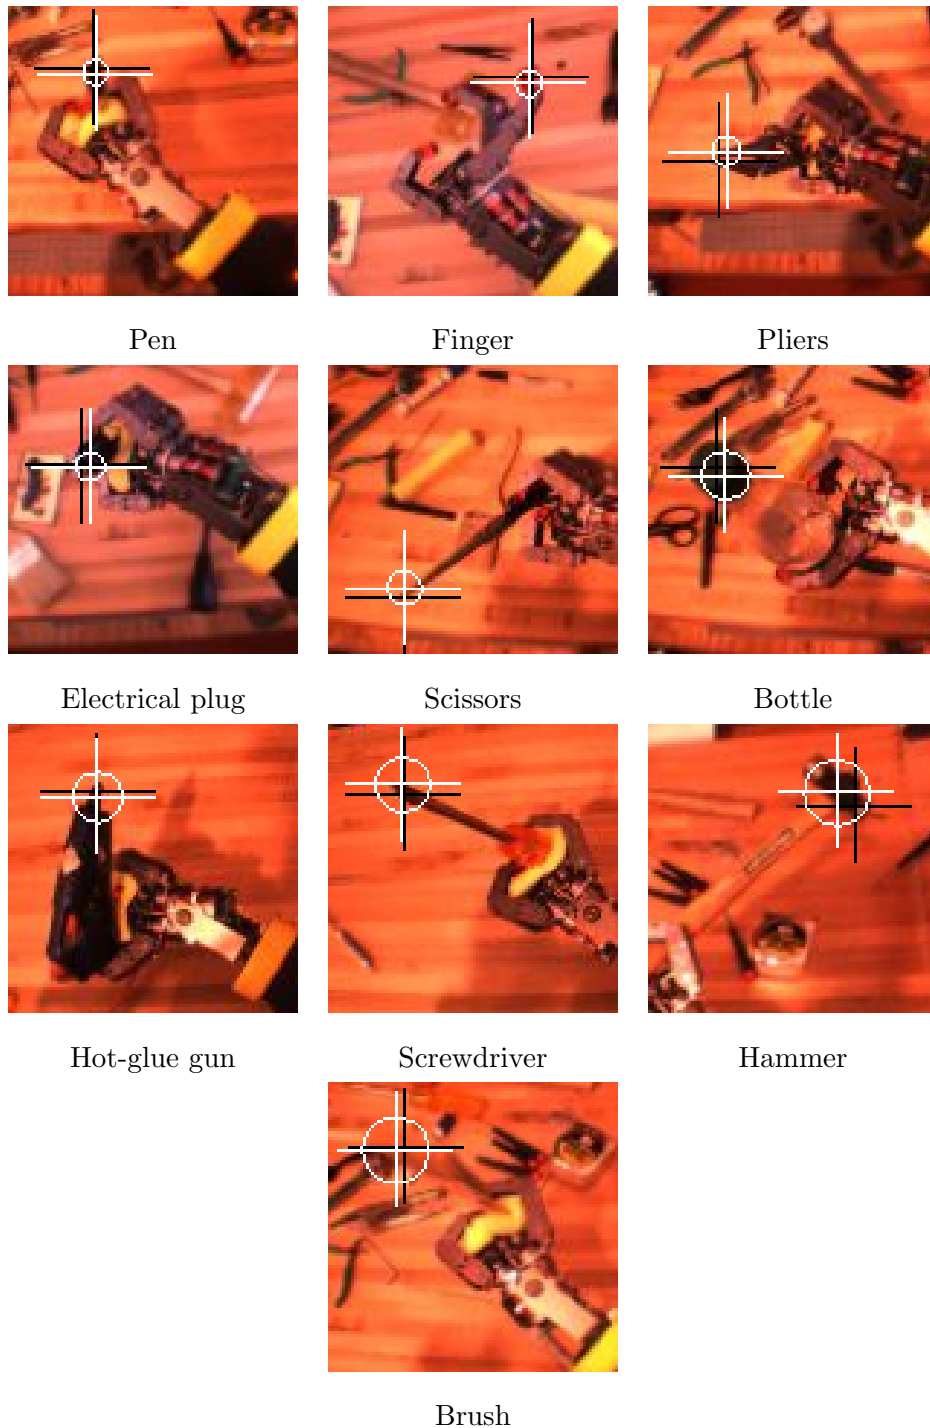 Pen
Finger
Pliers
Electrical plug
Scissors
Bottle
Hot-glue gun
Screwdriver
Hammer
Brush